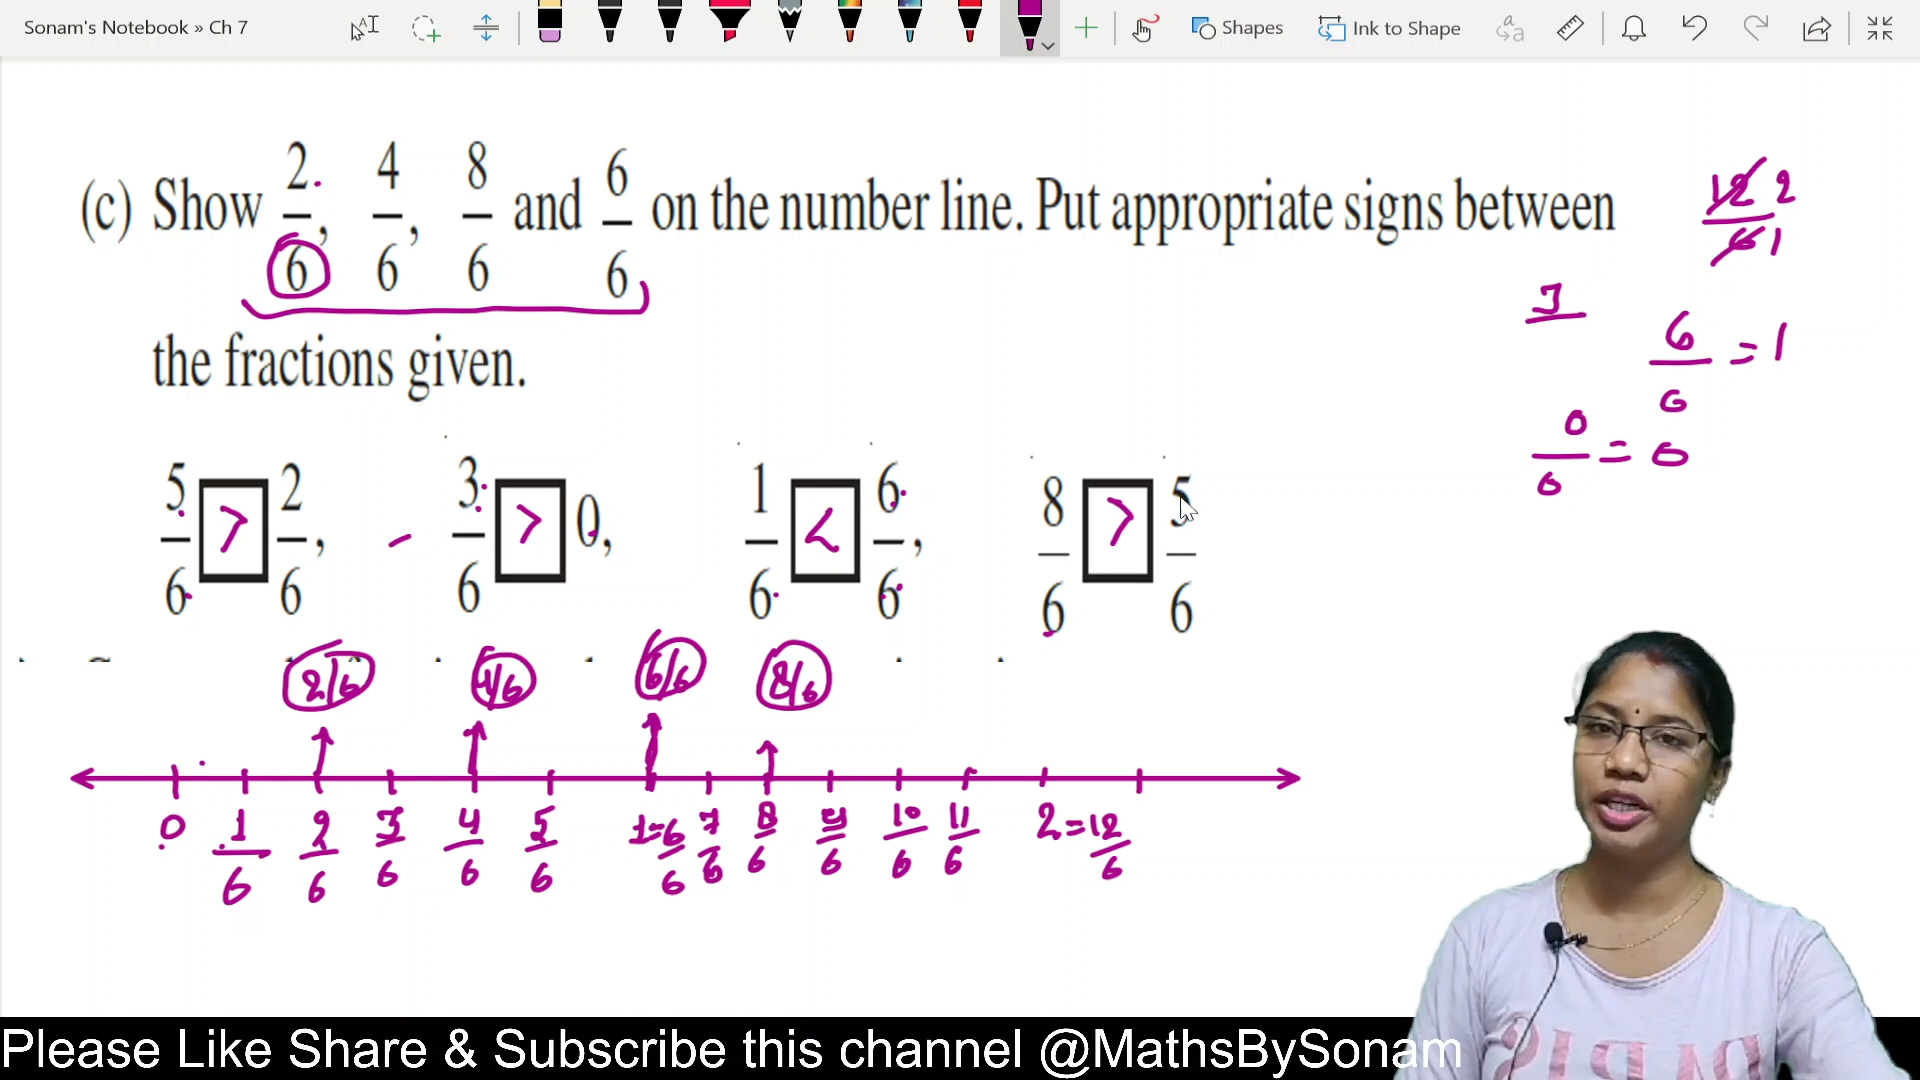 Sonam's Notebook » Ch 7
Shapes
Ink to Shape
(c) Show 2/6, 4/6, 8/6 and 6/6 on the number line. Put appropriate signs between
the fractions given.
12/6 2/1
6/6 = 1
0/6 = 0
5/6 > 2/6, - 3/6 > 0, 1/6 < 6/6, 8/6 > 5/6
2/6 4/6 6/6 8/6
0 1/6 2/6 3/6 4/6 5/6 1=6/6 7/6 8/6 9/6 10/6 11/6 2=12/6
Please Like Share & Subscribe this channel @MathsBySonam